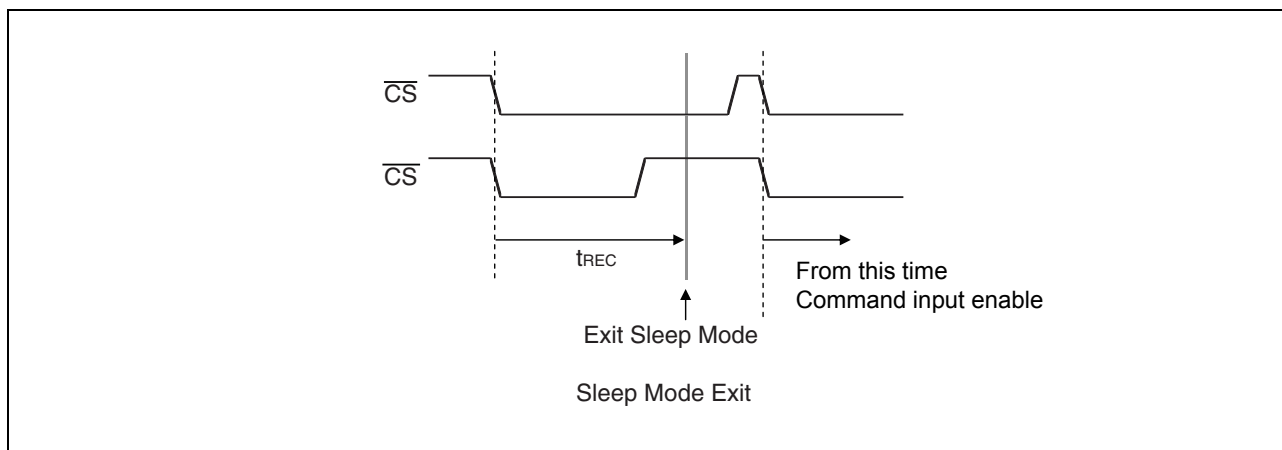 CS
CS
tREC
From this time
Command input enable
Exit Sleep Mode
Sleep Mode Exit